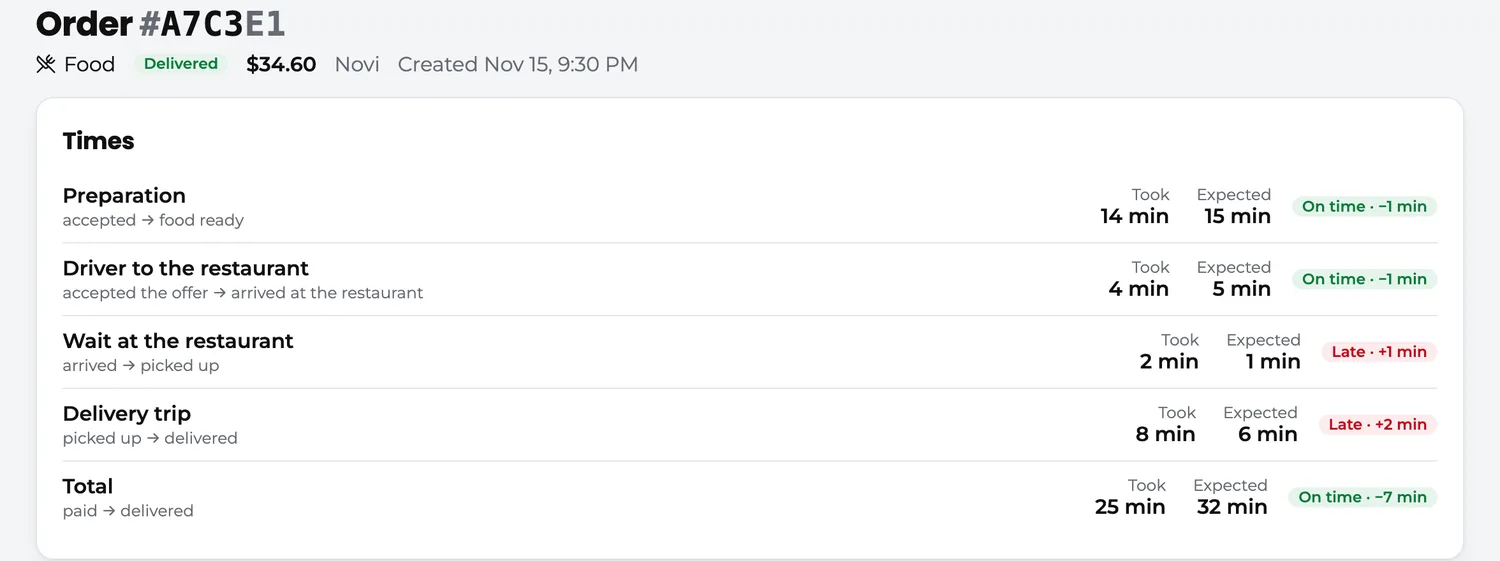 Order #A7C3E1
Food Delivered $34.60 Novi Created Nov 15, 9:30 PM
Times
Preparation
accepted → food ready
Took Expected
14 min 15 min On time · −1 min
Driver to the restaurant
accepted the offer → arrived at the restaurant
Took Expected
4 min 5 min On time · −1 min
Wait at the restaurant
arrived → picked up
Took Expected
2 min 1 min Late · +1 min
Delivery trip
picked up → delivered
Took Expected
8 min 6 min Late · +2 min
Total
paid → delivered
Took Expected
25 min 32 min On time · −7 min